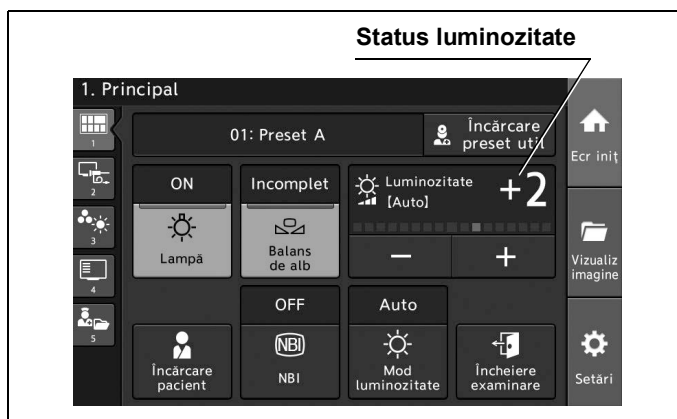 Status luminozitate
1. Principal
1
2
3
4
5
01: Preset A
Încărcare
preset util
ON
Lampă
Incomplet
Balans
de alb
Luminozitate
[Auto]
+2
−
+
OFF
NBI
NBI
Auto
Mod
luminozitate
Încărcare
pacient
Încheiere
examinare
Ecr iniț
Vizualiz
imagine
Setări